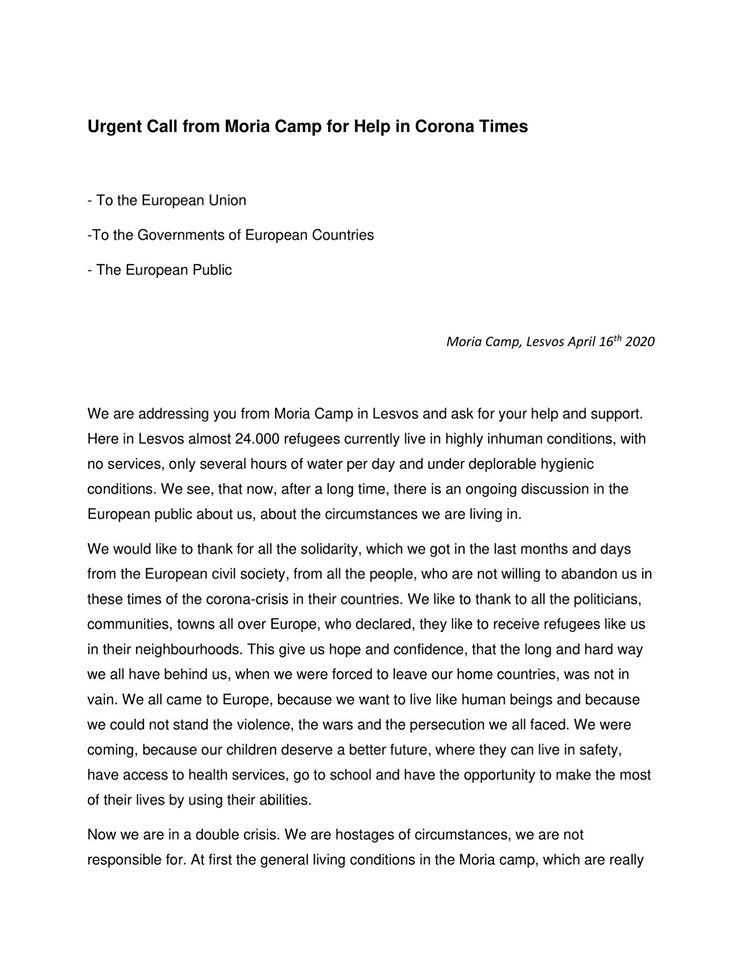 Urgent Call from Moria Camp for Help in Corona Times
- To the European Union
-To the Governments of European Countries
- The European Public
Moria Camp, Lesvos April 16th 2020
We are addressing you from Moria Camp in Lesvos and ask for your help and support.
Here in Lesvos almost 24.000 refugees currently live in highly inhuman conditions, with
no services, only several hours of water per day and under deplorable hygienic
conditions. We see, that now, after a long time, there is an ongoing discussion in the
European public about us, about the circumstances we are living in.
We would like to thank for all the solidarity, which we got in the last months and days
from the European civil society, from all the people, who are not willing to abandon us in
these times of the corona-crisis in their countries. We like to thank to all the politicians,
communities, towns all over Europe, who declared, they like to receive refugees like us
in their neighbourhoods. This give us hope and confidence, that the long and hard way
we all have behind us, when we were forced to leave our home countries, was not in
vain. We all came to Europe, because we want to live like human beings and because
we could not stand the violence, the wars and the persecution we all faced. We were
coming, because our children deserve a better future, where they can live in safety,
have access to health services, go to school and have the opportunity to make the most
of their lives by using their abilities.
Now we are in a double crisis. We are hostages of circumstances, we are not
responsible for. At first the general living conditions in the Moria camp, which are really